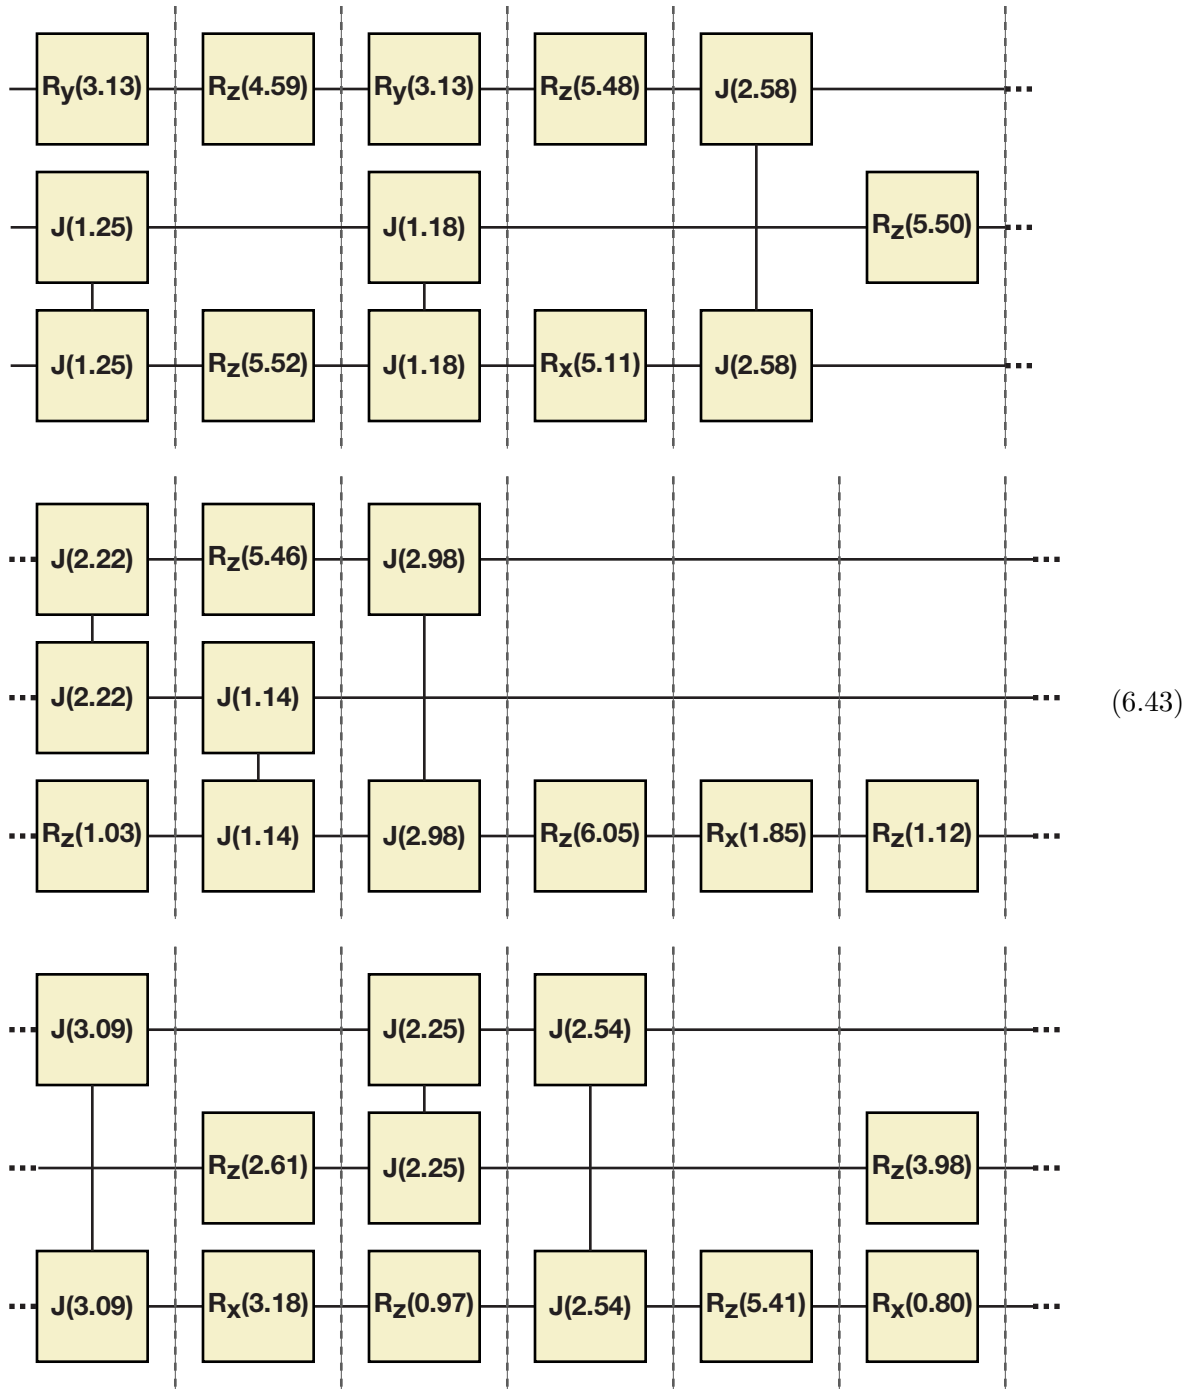 Ry(3.13) Rz(4.59) Ry(3.13) Rz(5.48) J(2.58)
J(1.25) J(1.18) Rz(5.50)
J(1.25) Rz(5.52) J(1.18) Rx(5.11) J(2.58)
J(2.22) Rz(5.46) J(2.98)
J(2.22) J(1.14)
(6.43)
Rz(1.03) J(1.14) J(2.98) Rz(6.05) Rx(1.85) Rz(1.12)
J(3.09) J(2.25) J(2.54)
Rz(2.61) J(2.25) Rz(3.98)
J(3.09) Rx(3.18) Rz(0.97) J(2.54) Rz(5.41) Rx(0.80)